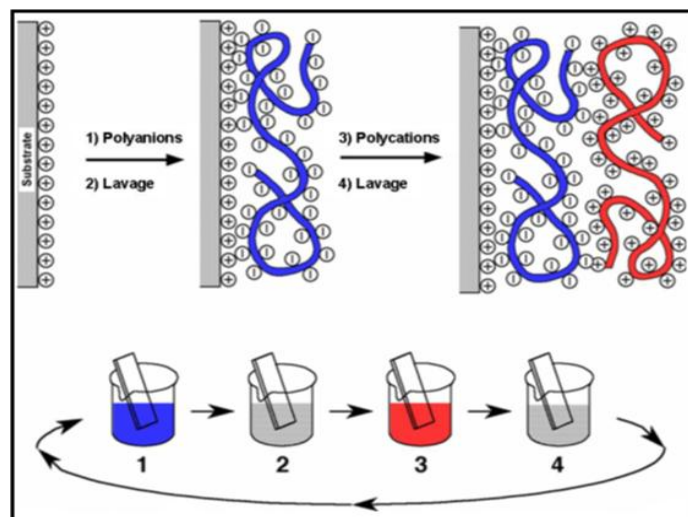 Substrate
1) Polyanions
2) Lavage
3) Polycations
4) Lavage
1 2 3 4